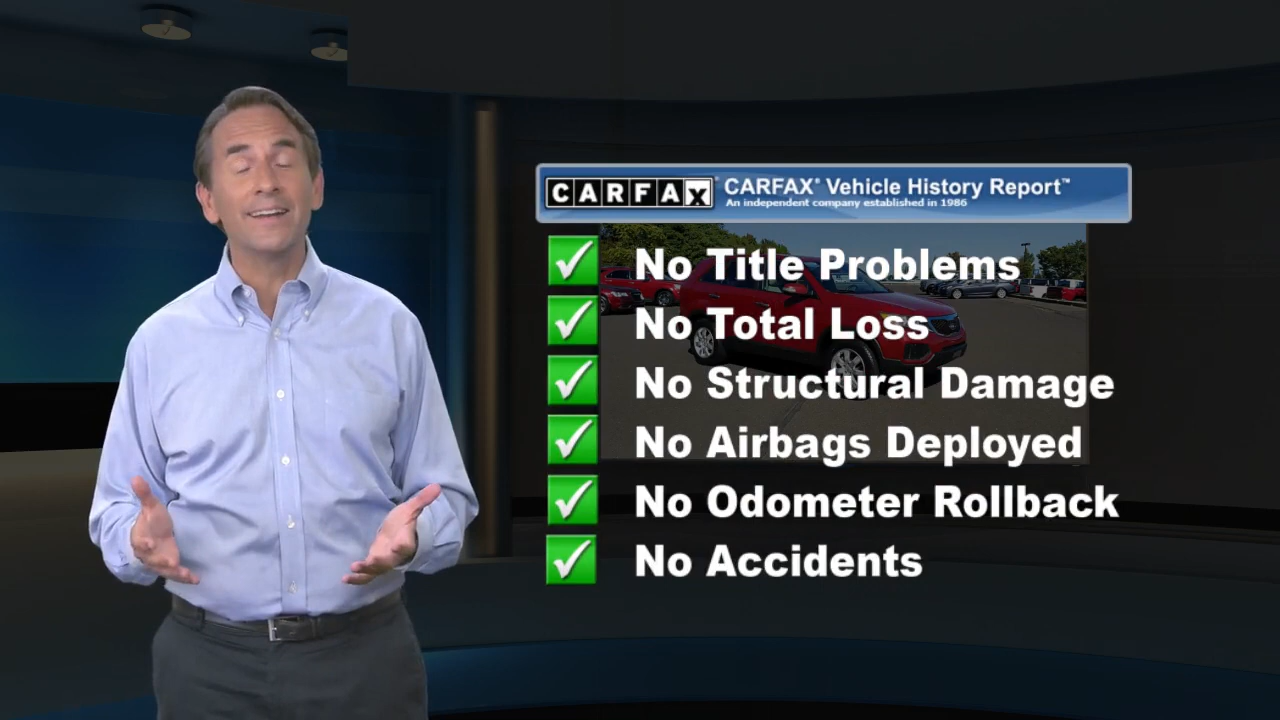 CARFAX® CARFAX® Vehicle History Report™
An independent company established in 1986
No Title Problems
No Total Loss
No Structural Damage
No Airbags Deployed
No Odometer Rollback
No Accidents